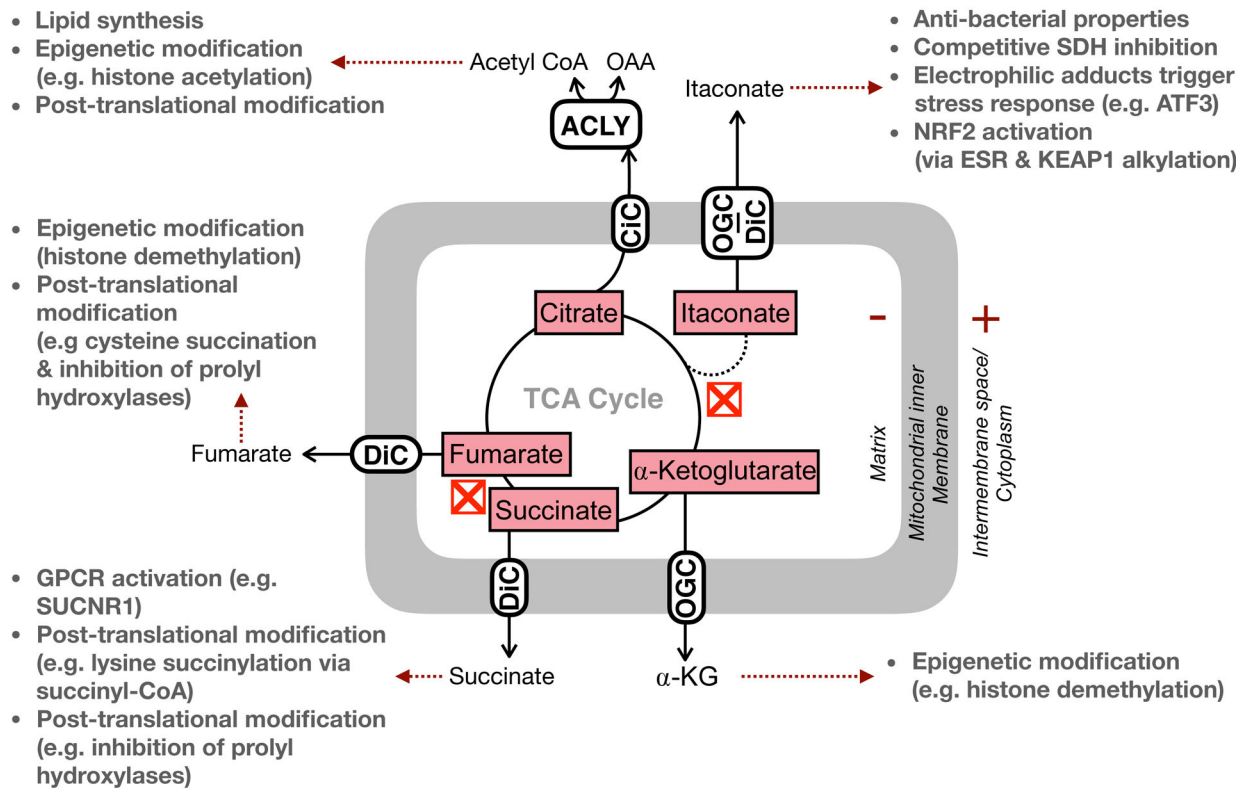 • Lipid synthesis
• Epigenetic modification
(e.g. histone acetylation)
• Post-translational modification
Acetyl CoA OAA
ACLY
CiC
Itaconate
• Anti-bacterial properties
• Competitive SDH inhibition
• Electrophilic adducts trigger
stress response (e.g. ATF3)
• NRF2 activation
(via ESR & KEAP1 alkylation)
OGC
DiC
• Epigenetic modification
(histone demethylation)
• Post-translational
modification
(e.g cysteine succination
& inhibition of prolyl
hydroxylases)
Fumarate
DiC
Citrate
Itaconate
TCA Cycle
Fumarate
Succinate
α-Ketoglutarate
-
+
Matrix
Mitochondrial inner
Membrane
Intermembrane space/
Cytoplasm
DiC
OGC
• GPCR activation (e.g.
SUCNR1)
• Post-translational modification
(e.g. lysine succinylation via
succinyl-CoA)
• Post-translational modification
(e.g. inhibition of prolyl
hydroxylases)
Succinate
α-KG
• Epigenetic modification
(e.g. histone demethylation)